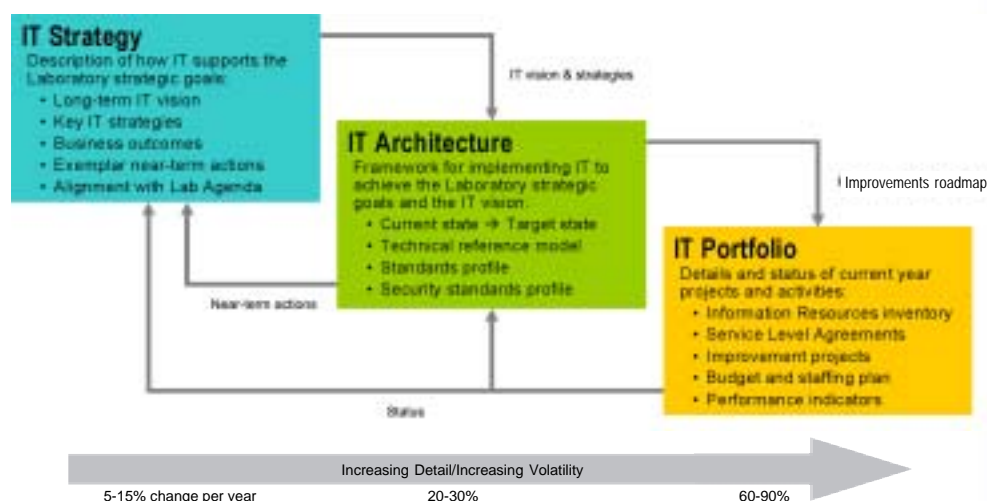 IT Strategy
Description of how IT supports the
Laboratory strategic goals:
• Long-term IT vision
• Key IT strategies
• Business outcomes
• Exemplar near-term actions
• Alignment with Lab Agenda
IT vision & strategies
IT Architecture
Framework for implementing IT to
achieve the Laboratory strategic
goals and the IT vision:
• Current state → Target state
• Technical reference model
• Standards profile
• Security standards profile
Improvements roadmap
IT Portfolio
Details and status of current year
projects and activities:
• Information Resources inventory
• Service Level Agreements
• Improvement projects
• Budget and staffing plan
• Performance indicators
Near-term actions
Status
Increasing Detail/Increasing Volatility
5-15% change per year 20-30% 60-90%